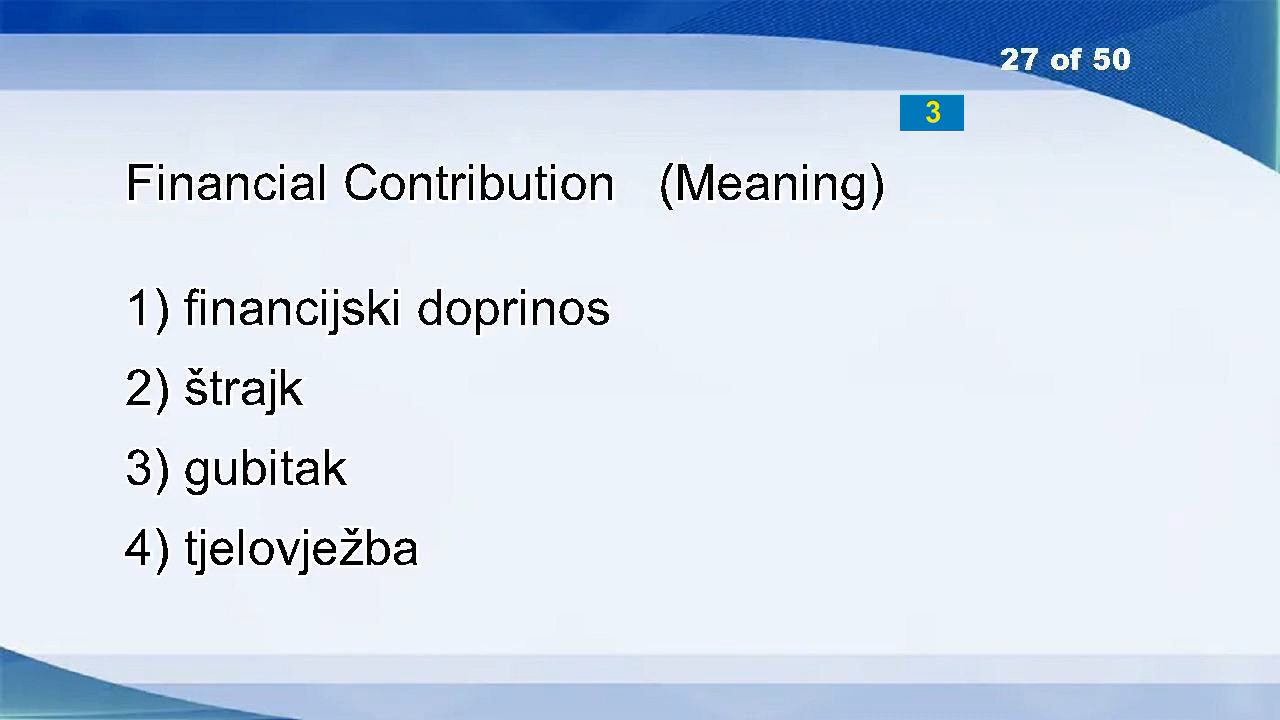 27 of 50
3
Financial Contribution (Meaning)
1) financijski doprinos
2) štrajk
3) gubitak
4) tjelovježba